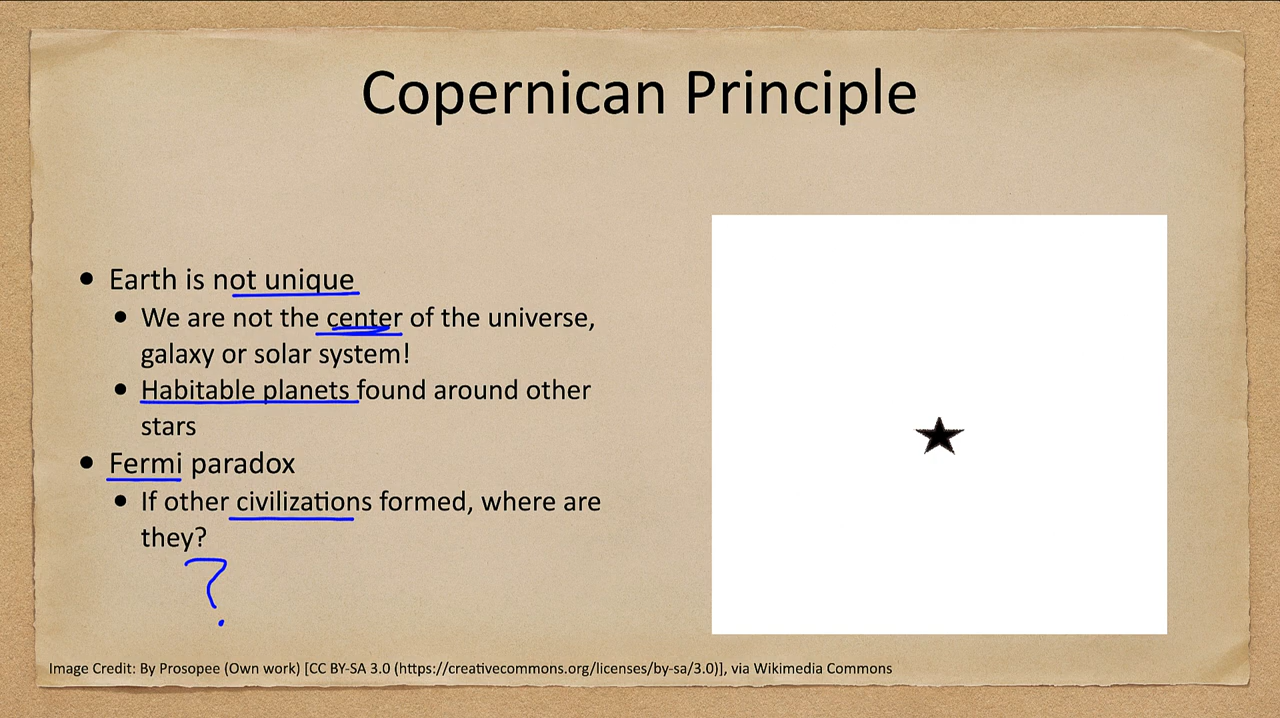 Copernican Principle
• Earth is not unique
• We are not the center of the universe,
galaxy or solar system!
• Habitable planets found around other
stars
• Fermi paradox
• If other civilizations formed, where are
they?
?
Image Credit: By Prosopee (Own work) [CC BY-SA 3.0 (https://creativecommons.org/licenses/by-sa/3.0)], via Wikimedia Commons